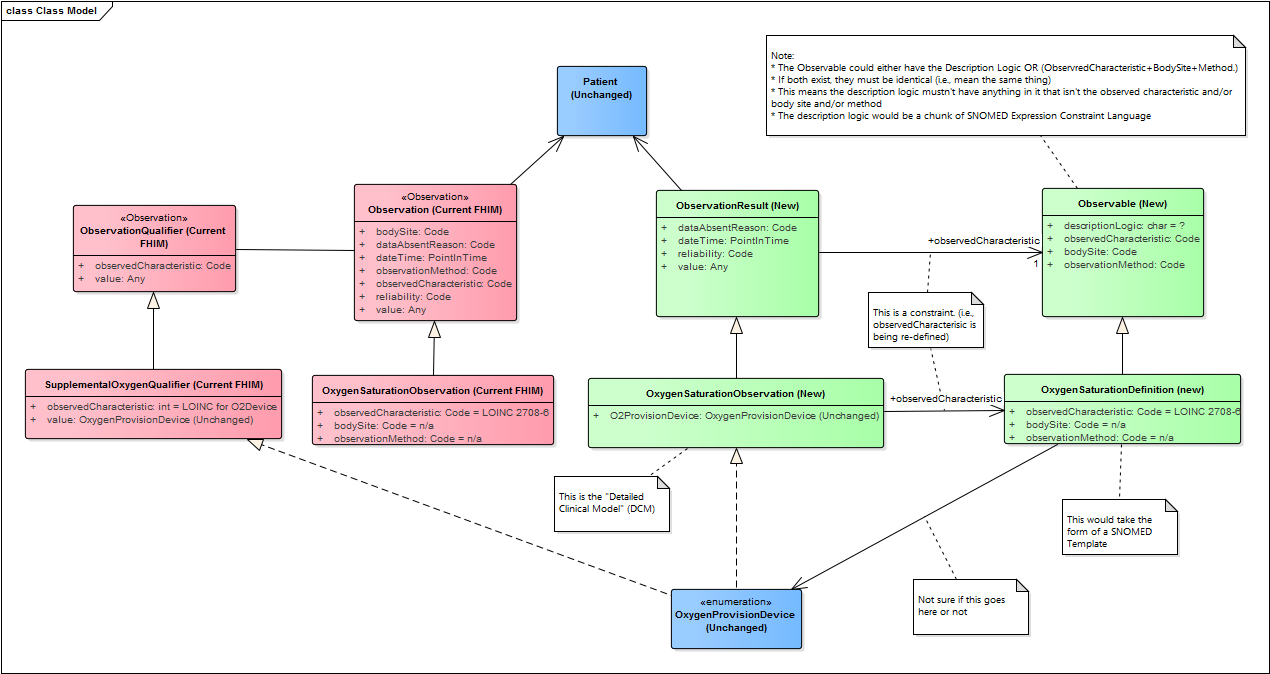 class Class Model
Note:
* The Observable could either have the Description Logic OR (ObservredCharacteristic+BodySite+Method.)
* If both exist, they must be identical (i.e., mean the same thing)
* This means the description logic mustn't have anything in it that isn't the observed characteristic and/or
body site and/or method
* The description logic would be a chunk of SNOMED Expression Constraint Language
Patient
(Unchanged)
«Observation»
ObservationQualifier (Current
FHIM)
+ observedCharacteristic: Code
+ value: Any
«Observation»
Observation (Current FHIM)
+ bodySite: Code
+ dataAbsentReason: Code
+ dateTime: PointInTime
+ observationMethod: Code
+ observedCharacteristic: Code
+ reliability: Code
+ value: Any
ObservationResult (New)
+ dataAbsentReason: Code
+ dateTime: PointInTime
+ reliability: Code
+ value: Any
+observedCharacteristic
1
Observable (New)
+ descriptionLogic: char = ?
+ observedCharacteristic: Code
+ bodySite: Code
+ observationMethod: Code
This is a constraint. (i.e.,
observedCharacterisic is
being re-defined)
SupplementalOxygenQualifier (Current FHIM)
+ observedCharacteristic: int = LOINC for O2Device
+ value: OxygenProvisionDevice (Unchanged)
OxygenSaturationObservation (Current FHIM)
+ observedCharacteristic: Code = LOINC 2708-6
+ bodySite: Code = n/a
+ observationMethod: Code = n/a
OxygenSaturationObservation (New)
+ O2ProvisionDevice: OxygenProvisionDevice (Unchanged)
+observedCharacteristic
OxygenSaturationDefinition (new)
+ observedCharacteristic: Code = LOINC 2708-6
+ bodySite: Code = n/a
+ observationMethod: Code = n/a
This is the "Detailed
Clinical Model" (DCM)
This would take the
form of a SNOMED
Template
Not sure if this goes
here or not
«enumeration»
OxygenProvisionDevice
(Unchanged)